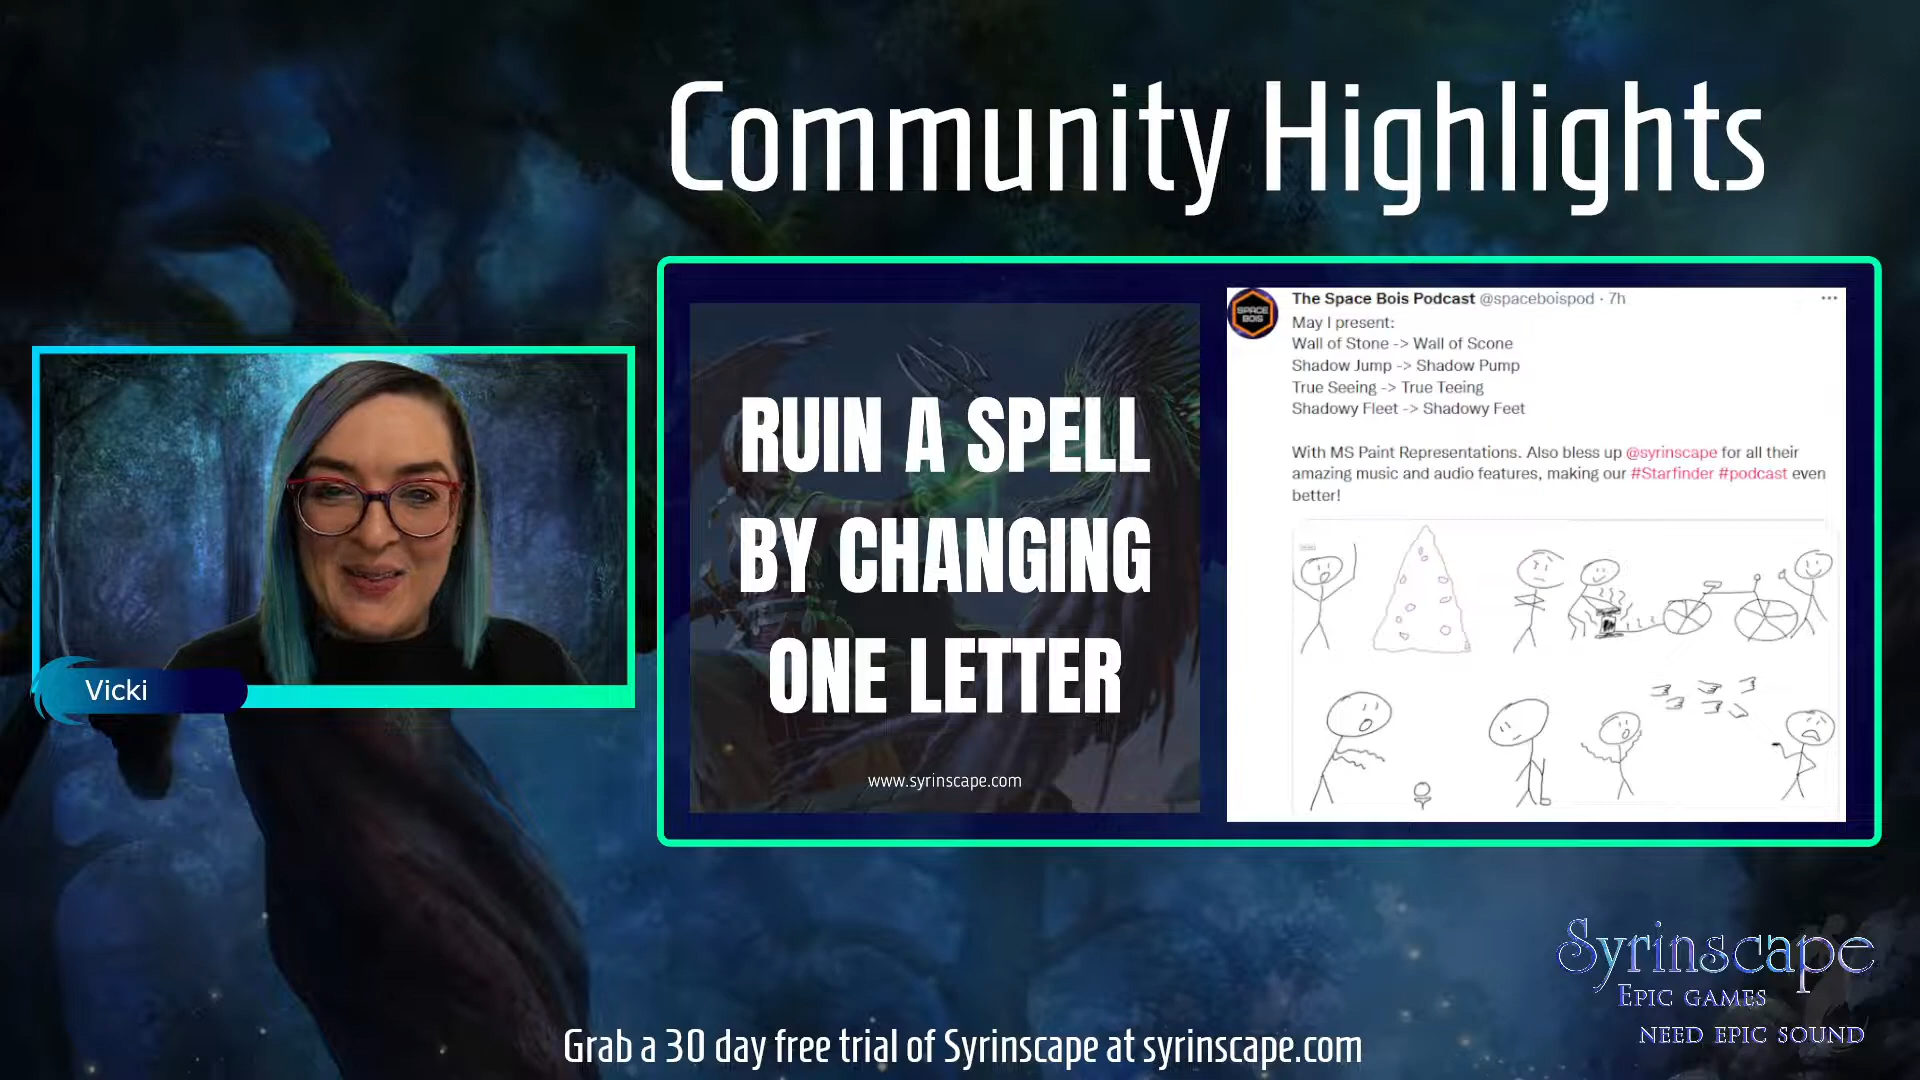 Community Highlights
Vicki
RUIN A SPELL
BY CHANGING
ONE LETTER
www.syrinscape.com
SPACE
BOIS
The Space Bois Podcast @spaceboispod · 7h
May I present:
Wall of Stone -> Wall of Scone
Shadow Jump -> Shadow Pump
True Seeing -> True Teeing
Shadowy Fleet -> Shadowy Feet
With MS Paint Representations. Also bless up @syrinscape for all their
amazing music and audio features, making our #Starfinder #podcast even
better!
Syrinscape
EPIC GAMES
NEED EPIC SOUND
Grab a 30 day free trial of Syrinscape at syrinscape.com